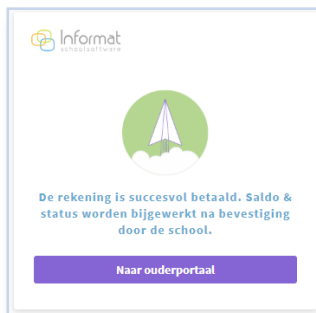 Informat
schoolsoftware
De rekening is succesvol betaald. Saldo &
status worden bijgewerkt na bevestiging
door de school.
Naar ouderportaal